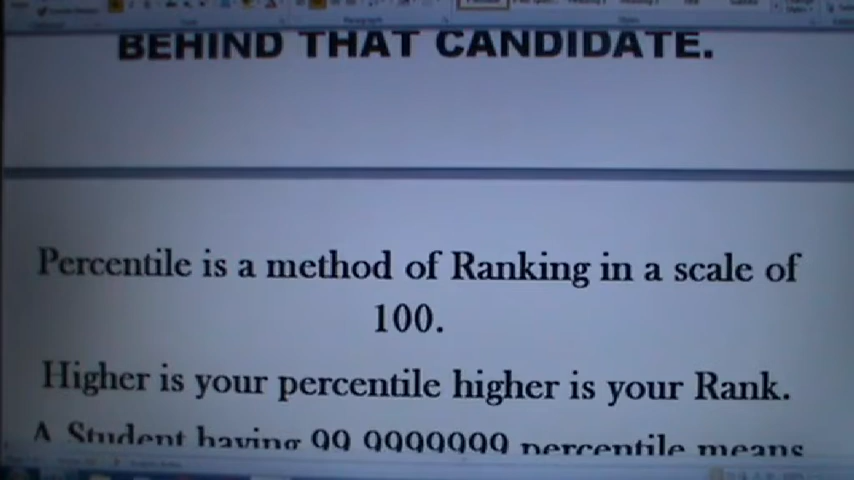 BEHIND THAT CANDIDATE.
Percentile is a method of Ranking in a scale of
100.
Higher is your percentile higher is your Rank.
A Student having 99.9999999 percentile means